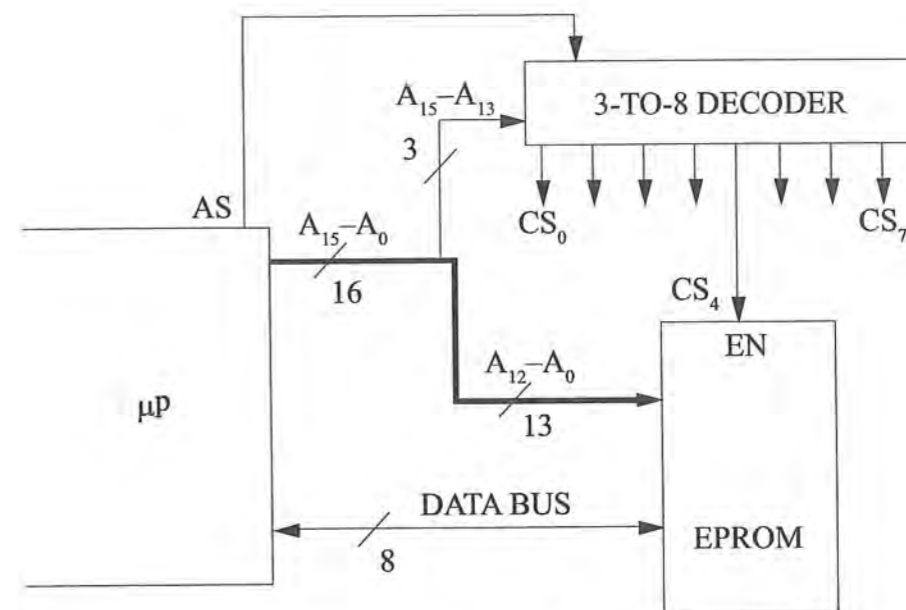 3-TO-8 DECODER
A₁₅–A₁₃
3
AS
CS₀
CS₇
A₁₅–A₀
16
CS₄
EN
A₁₂–A₀
13
μp
DATA BUS
8
EPROM